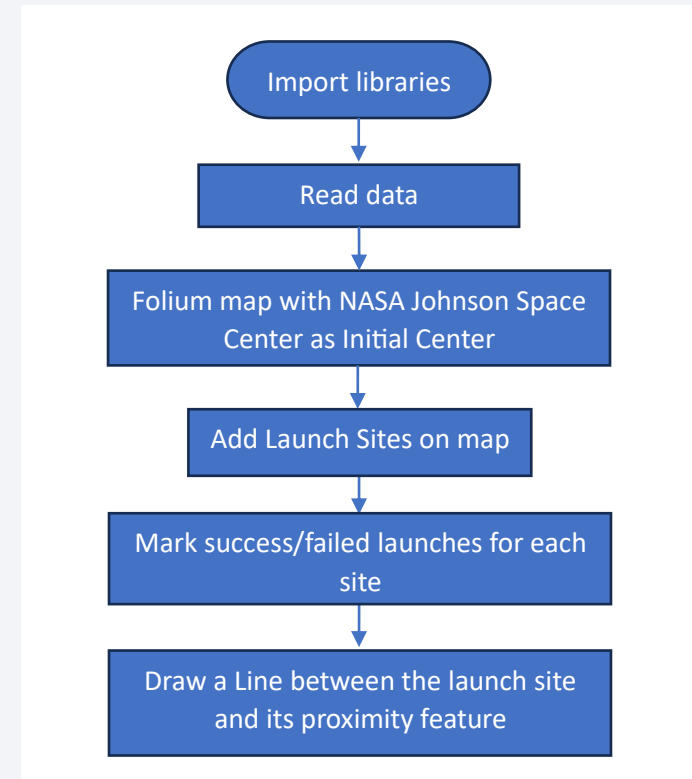 Import libraries
Read data
Folium map with NASA Johnson Space
Center as Initial Center
Add Launch Sites on map
Mark success/failed launches for each
site
Draw a Line between the launch site
and its proximity feature